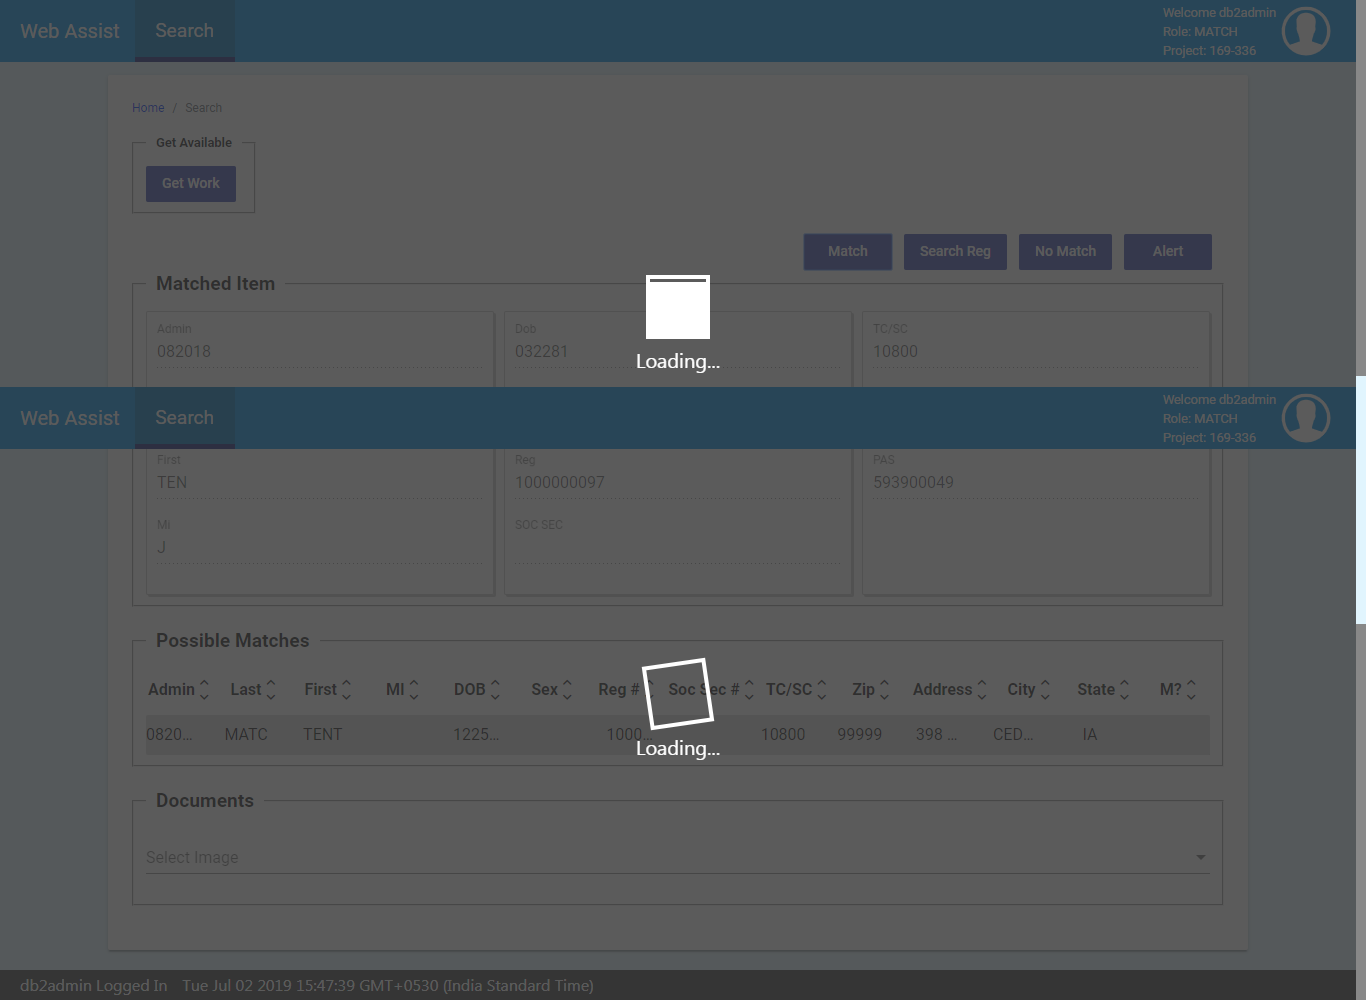 Web Assist Search Welcome db2admin
Role: MATCH
Project: 169-336
Home / Search
Get Available
Get Work
Match Search Reg No Match Alert
Matched Item
Admin Dob TC/SC
082018 032281 10800
Loading...
Web Assist Search Welcome db2admin
Role: MATCH
Project: 169-336
First Reg PAS
TEN 1000000097 593900049
MI SOC SEC
J
Possible Matches
Admin Last First MI DOB Sex Reg # Soc Sec # TC/SC Zip Address City State M?
0820... MATC TENT 1225... 1000... 10800 99999 398 ... CED... IA
Loading...
Documents
Select Image
db2admin Logged In Tue Jul 02 2019 15:47:39 GMT+0530 (India Standard Time)